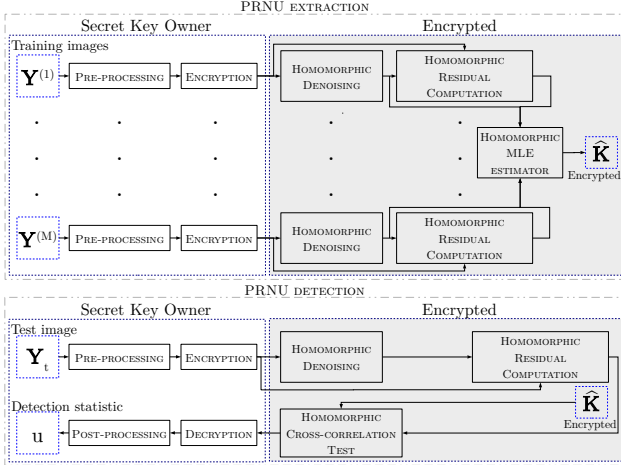 PRNU EXTRACTION
Secret Key Owner
Encrypted
Training images
Y(1)
PRE-PROCESSING
ENCRYPTION
HOMOMORPHIC
DENOISING
HOMOMORPHIC
RESIDUAL
COMPUTATION
HOMOMORPHIC
MLE
ESTIMATOR
K̂
Encrypted
Y(M)
PRE-PROCESSING
ENCRYPTION
HOMOMORPHIC
DENOISING
HOMOMORPHIC
RESIDUAL
COMPUTATION
PRNU DETECTION
Secret Key Owner
Encrypted
Test image
Yt
PRE-PROCESSING
ENCRYPTION
HOMOMORPHIC
DENOISING
HOMOMORPHIC
RESIDUAL
COMPUTATION
K̂
Encrypted
Detection statistic
u
POST-PROCESSING
DECRYPTION
HOMOMORPHIC
CROSS-CORRELATION
TEST